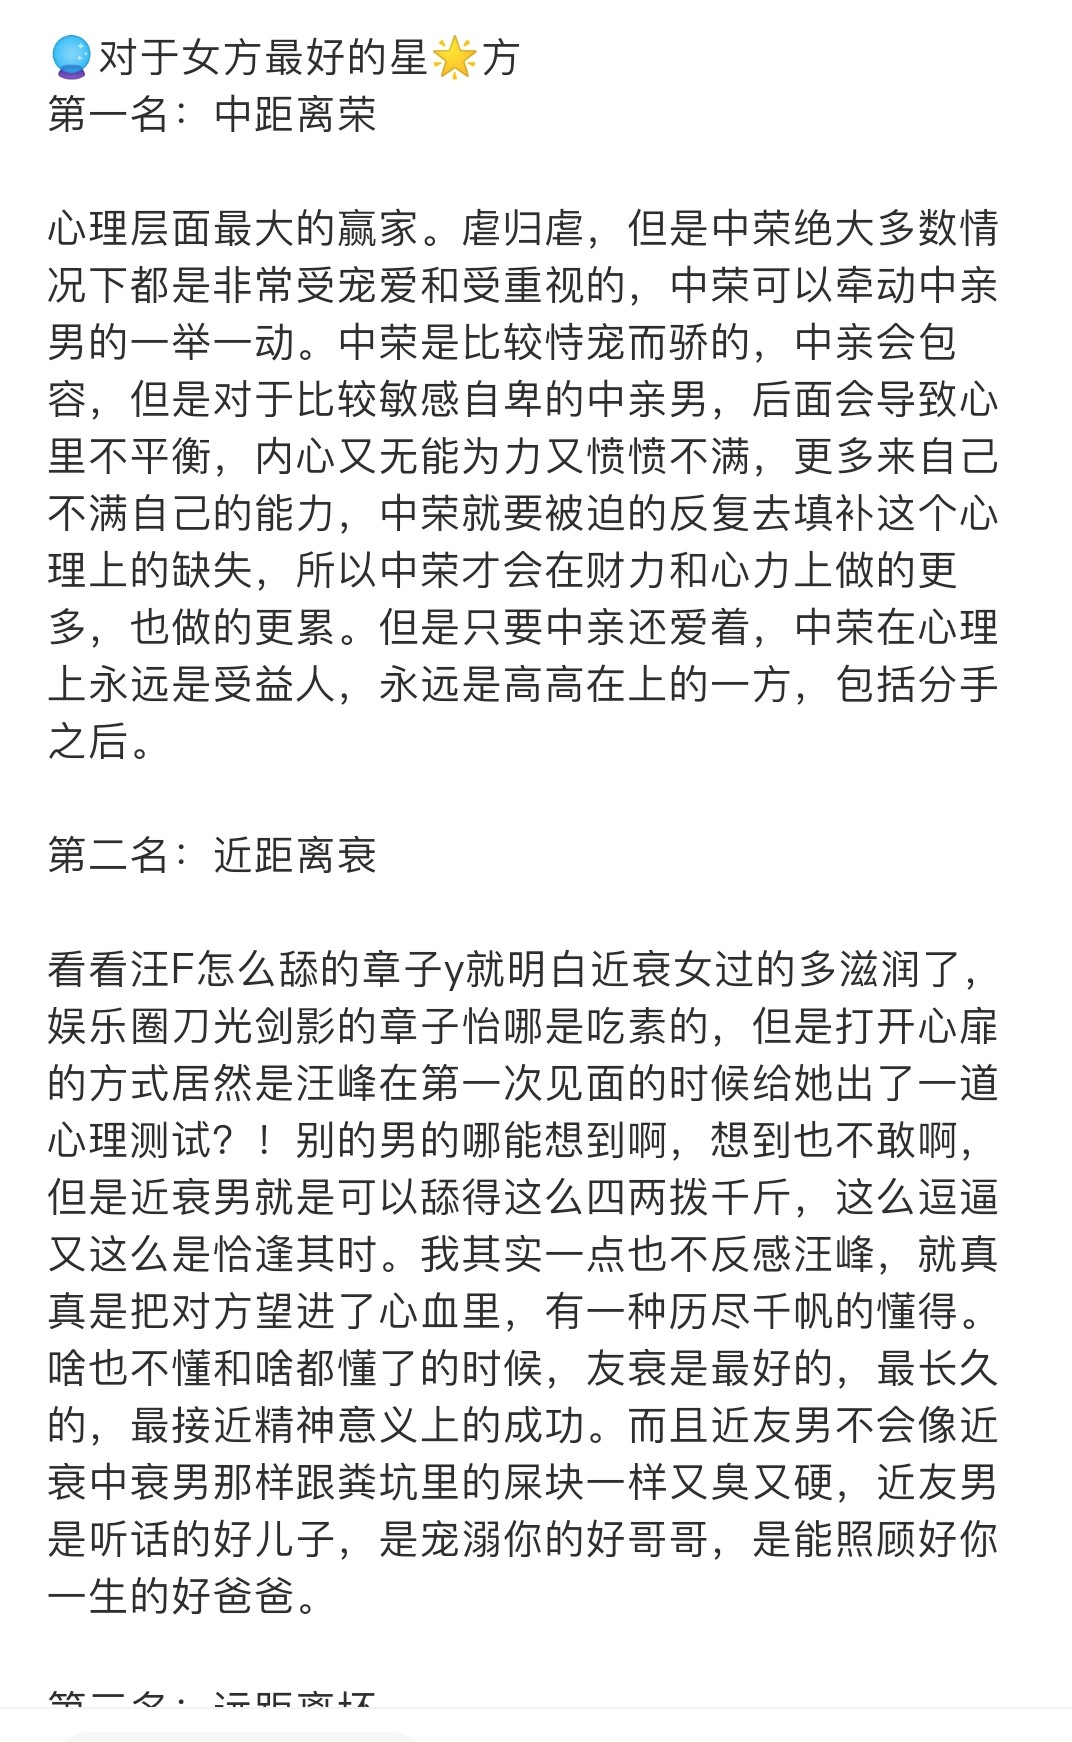 🔮对于女方最好的星🌟方
第一名：中距离荣
心理层面最大的赢家。虐归虐，但是中荣绝大多数情
况下都是非常受宠爱和受重视的，中荣可以牵动中亲
男的一举一动。中荣是比较恃宠而骄的，中亲会包
容，但是对于比较敏感自卑的中亲男，后面会导致心
里不平衡，内心又无能为力又愤愤不满，更多来自己
不满自己的能力，中荣就要被迫的反复去填补这个心
理上的缺失，所以中荣才会在财力和心力上做的更
多，也做的更累。但是只要中亲还爱着，中荣在心理
上永远是受益人，永远是高高在上的一方，包括分手
之后。
第二名：近距离衰
看看汪F怎么舔的章子y就明白近衰女过的多滋润了，
娱乐圈刀光剑影的章子怡哪是吃素的，但是打开心扉
的方式居然是汪峰在第一次见面的时候给她出了一道
心理测试？！别的男的哪能想到啊，想到也不敢啊，
但是近衰男就是可以舔得这么四两拨千斤，这么逗逼
又这么是恰逢其时。我其实一点也不反感汪峰，就真
真是把对方望进了心血里，有一种历尽千帆的懂得。
啥也不懂和啥都懂了的时候，友衰是最好的，最长久
的，最接近精神意义上的成功。而且近友男不会像近
衰中衰男那样跟粪坑里的屎块一样又臭又硬，近友男
是听话的好儿子，是宠溺你的好哥哥，是能照顾好你
一生的好爸爸。
第三名：远距离坏